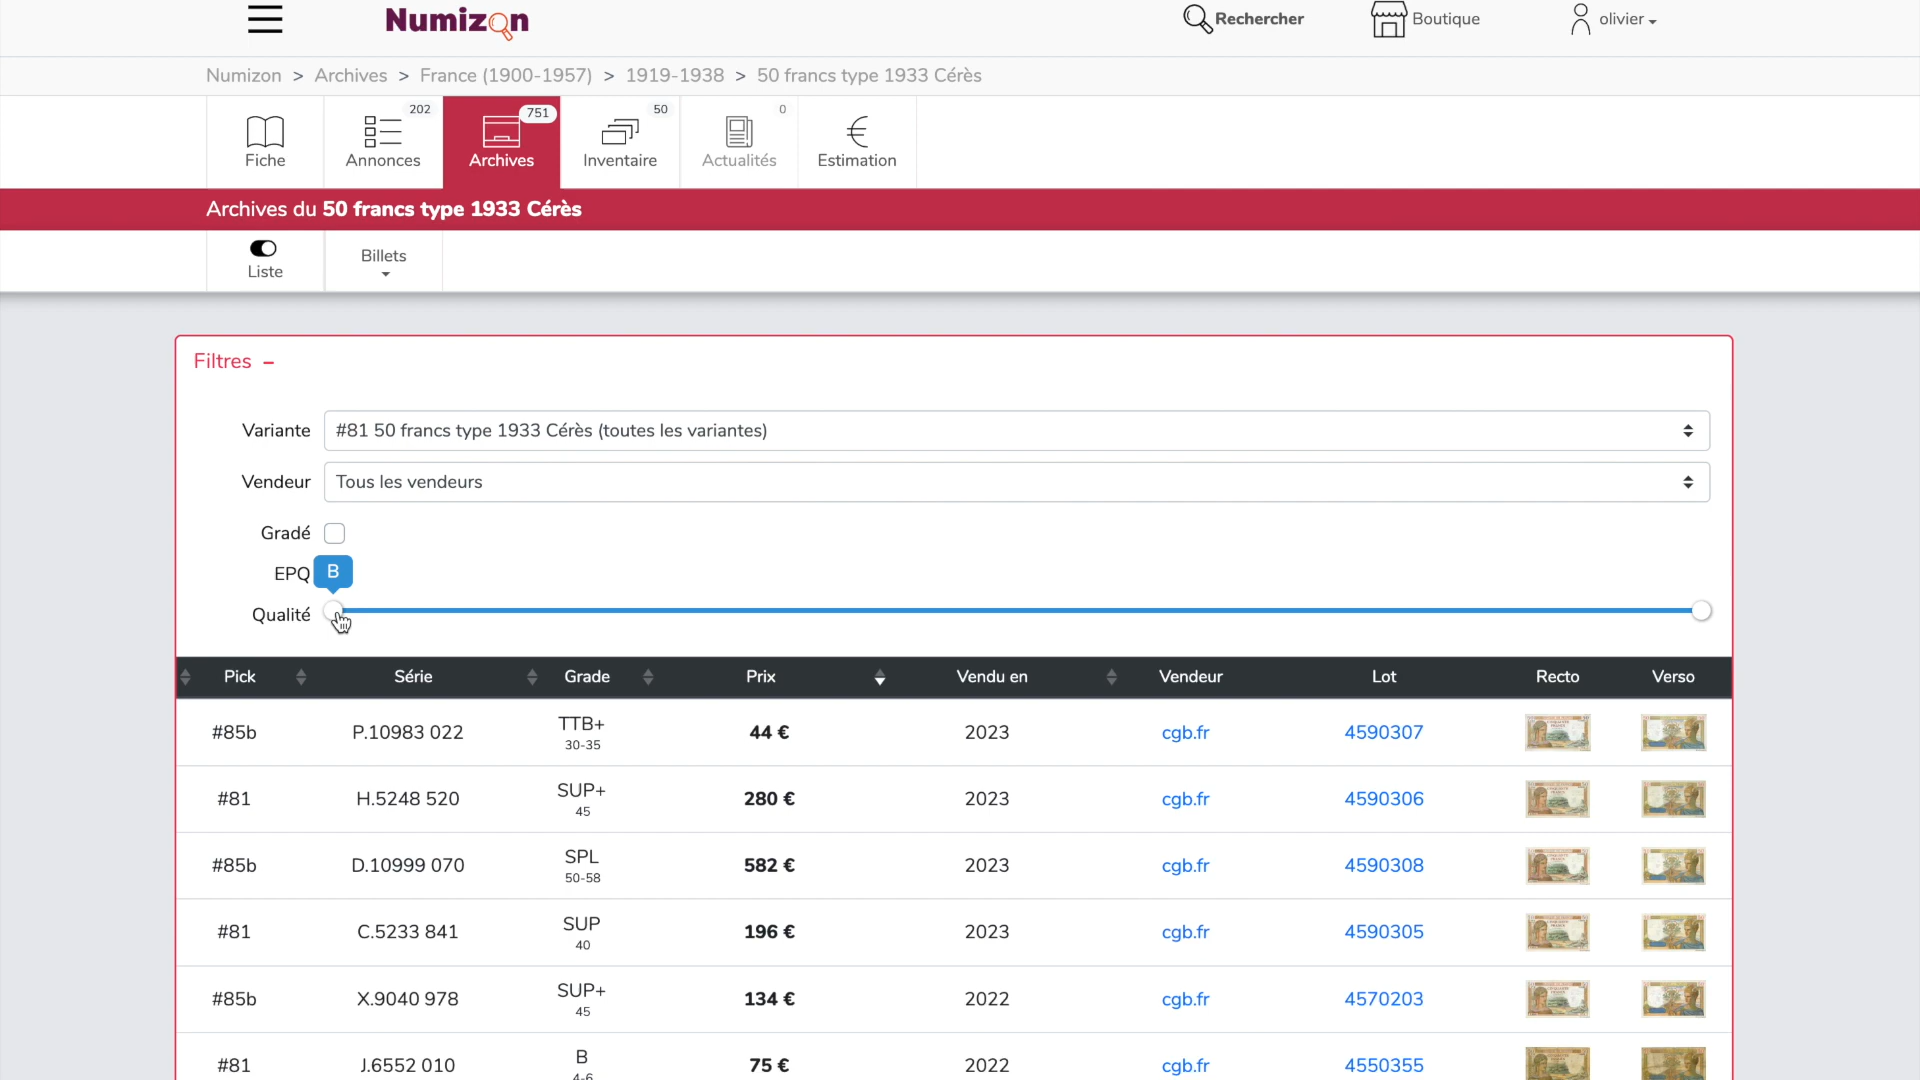 Numizon
Rechercher
Boutique
olivier
Numizon > Archives > France (1900-1957) > 1919-1938 > 50 francs type 1933 Cérès
Fiche
202
Annonces
751
Archives
50
Inventaire
0
Actualités
Estimation
Archives du 50 francs type 1933 Cérès
Liste
Billets
Filtres –
Variante #81 50 francs type 1933 Cérès (toutes les variantes)
Vendeur Tous les vendeurs
Gradé
EPQ B
Qualité
Pick Série Grade Prix Vendu en Vendeur Lot Recto Verso
#85b P.10983 022 TTB+ 30-35 44 € 2023 cgb.fr 4590307
#81 H.5248 520 SUP+ 45 280 € 2023 cgb.fr 4590306
#85b D.10999 070 SPL 50-58 582 € 2023 cgb.fr 4590308
#81 C.5233 841 SUP 40 196 € 2023 cgb.fr 4590305
#85b X.9040 978 SUP+ 45 134 € 2022 cgb.fr 4570203
#81 J.6552 010 B 4-6 75 € 2022 cgb.fr 4550355